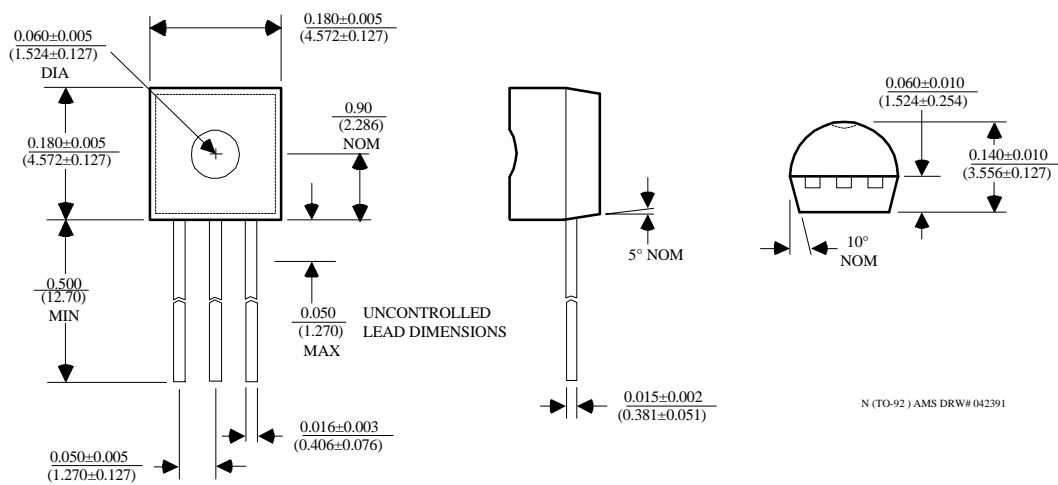 0.180±0.005
(4.572±0.127)
0.060±0.005
(1.524±0.127)
DIA
0.180±0.005
(4.572±0.127)
0.90
(2.286)
NOM
0.500
(12.70)
MIN
0.050
(1.270)
MAX
UNCONTROLLED
LEAD DIMENSIONS
0.016±0.003
(0.406±0.076)
0.050±0.005
(1.270±0.127)
5° NOM
0.015±0.002
(0.381±0.051)
0.060±0.010
(1.524±0.254)
0.140±0.010
(3.556±0.127)
10°
NOM
N (TO-92 ) AMS DRW# 042391